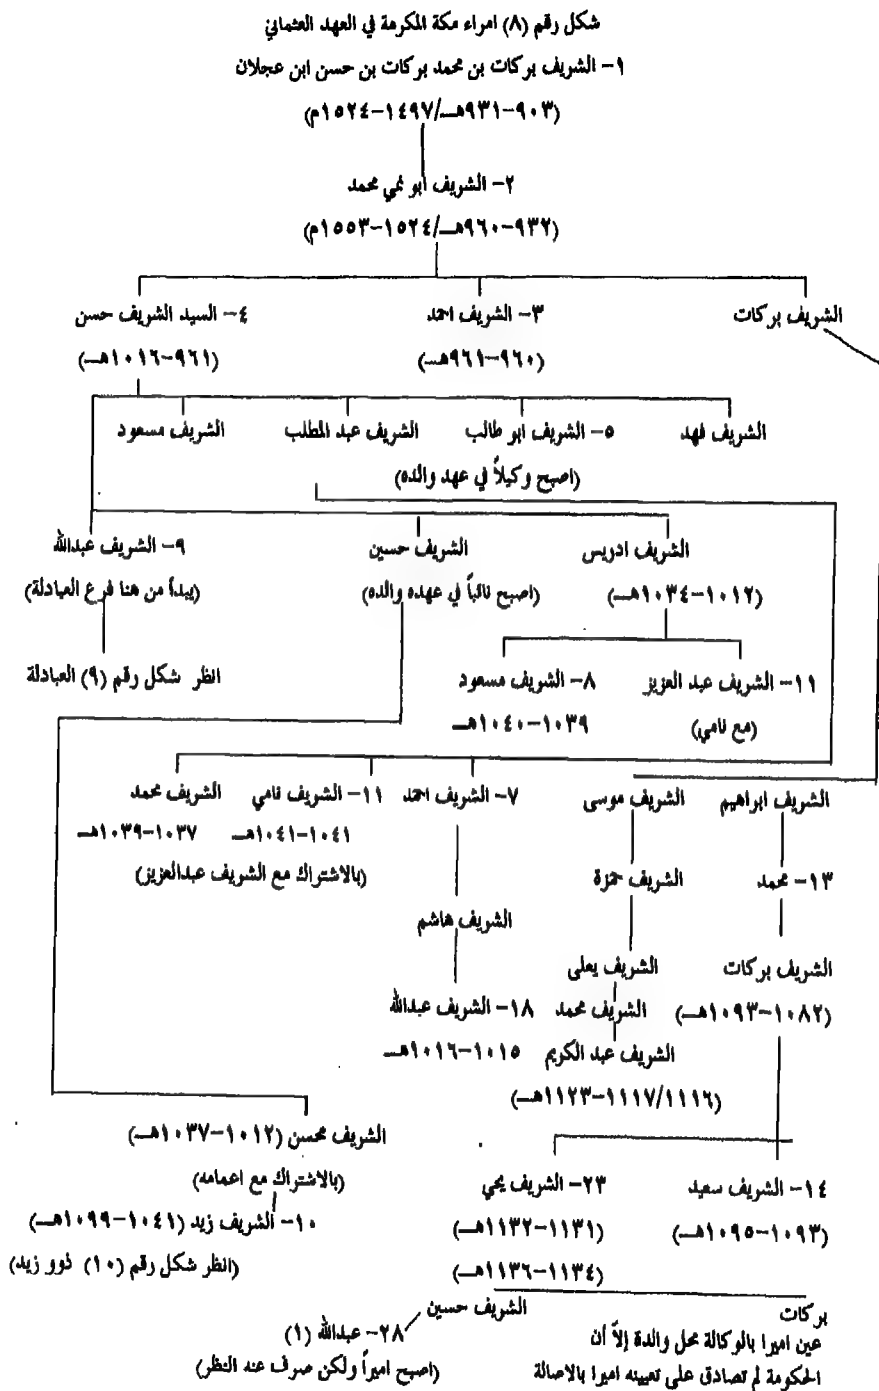 شكل رقم (٨) امراء مكة المكرمة في العهد العثماني
١- الشريف بركات بن محمد بركات بن حسن ابن عجلان
(٩٠٣-٩٣١هـ/١٤٩٧-١٥٢٤م)
٢- الشريف ابو نمي محمد
(٩٣٢-٩٦٠هـ/١٥٢٤-١٥٥٣م)
الشريف بركات
٣- الشريف احمد
٤- السيد الشريف حسن
(٩٦٠-٩٦١هـ)
(٩٦١-١٠١٦هـ)
الشريف فهد
٥- الشريف ابو طالب
الشريف عبد المطلب
الشريف مسعود
(اصبح وكيلاً في عهد والده)
الشريف ادريس
الشريف حسين
٩- الشريف عبدالله
(١٠١٢-١٠٣٤هـ)
(اصبح نائباً في عهده والده)
(يبدأ من هنا فرع العبادلة)
١١- الشريف عبد العزيز
٨- الشريف مسعود
انظر شكل رقم (٩) العبادلة
(مع نامي)
١٠٣٩-١٠٤٠هـ
الشريف ابراهيم
الشريف موسى
٧- الشريف احمد
١١- الشريف نامي
الشريف محمد
١٠٤١-١٠٤١هـ
١٠٣٧-١٠٣٩هـ
١٣- محمد
الشريف حمزة
(بالاشتراك مع الشريف عبدالعزيز)
الشريف هاشم
الشريف بركات
الشريف يعلى
(١٠٨٢-١٠٩٣هـ)
الشريف محمد
١٨- الشريف عبدالله
الشريف عبد الكريم
١٠١٥-١٠١٦هـ
(١١١٦/١١١٧-١١٢٣هـ)
الشريف محسن (١٠١٢-١٠٣٧هـ)
(بالاشتراك مع اعمامه)
١٤- الشريف سعيد
٢٣- الشريف يحي
١٠- الشريف زيد (١٠٤١-١٠٩٩هـ)
(١٠٩٣-١٠٩٥هـ)
(١١٣١-١١٣٢هـ)
(انظر شكل رقم (١٠) ذوو زيد)
(١١٣٤-١١٣٦هـ)
بركات
الشريف حسين
عين اميرا بالوكالة محل والدة إلاّ أن
٢٨- عبدالله (١)
الحكومة لم تصادق على تعيينه اميرا بالاصالة
(اصبح اميراً ولكن صرف عنه النظر)